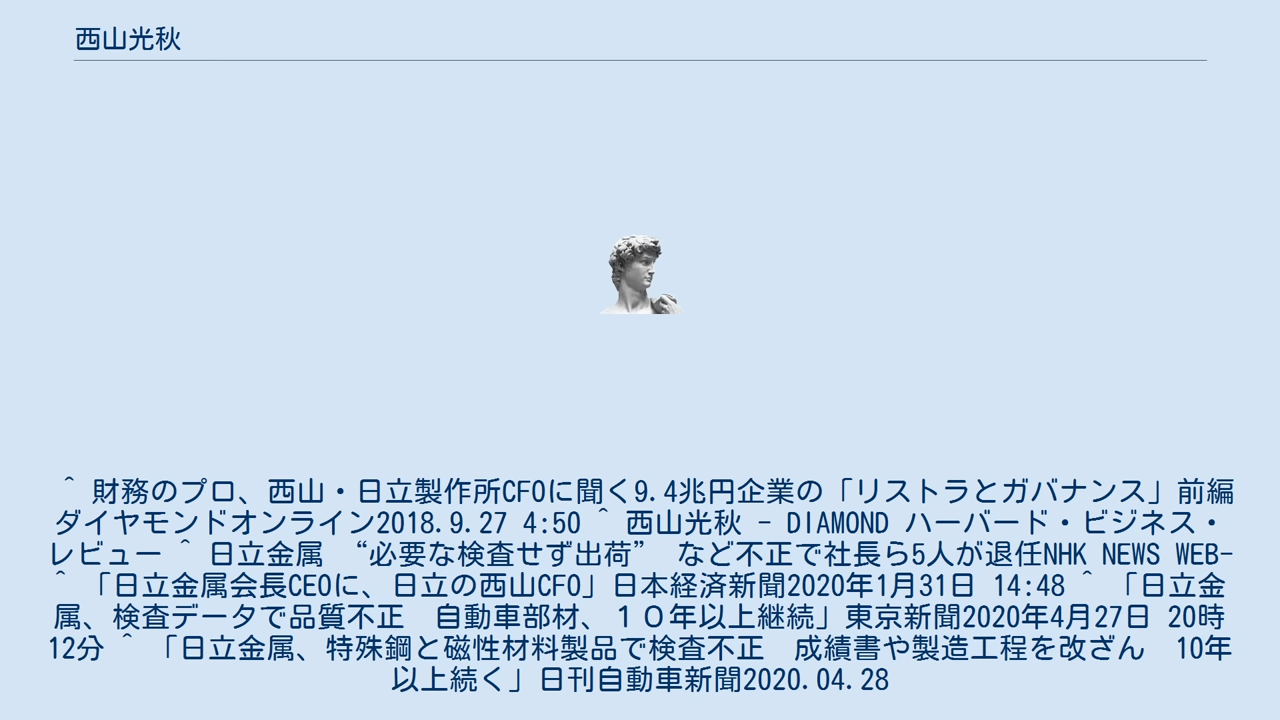 西山光秋
^ 財務のプロ、西山・日立製作所CFOに聞く9.4兆円企業の「リストラとガバナンス」前編
ダイヤモンドオンライン2018.9.27 4:50 ^ 西山光秋 - DIAMOND ハーバード・ビジネス・
レビュー ^ 日立金属　“必要な検査せず出荷”　など不正で社長ら5人が退任NHK NEWS WEB-
^ 「日立金属会長CEOに、日立の西山CFO」日本経済新聞2020年1月31日 14:48 ^ 「日立金
属、検査データで品質不正　自動車部材、１０年以上継続」東京新聞2020年4月27日 20時
12分 ^ 「日立金属、特殊鋼と磁性材料製品で検査不正　成績書や製造工程を改ざん　10年
以上続く」日刊自動車新聞2020.04.28